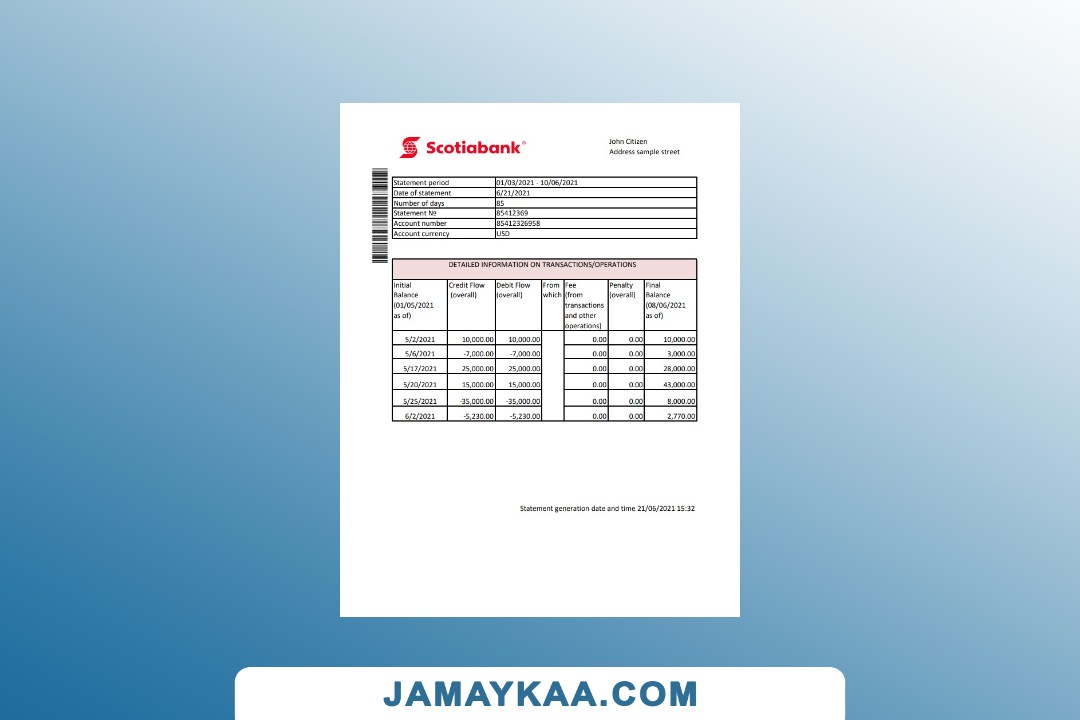 Scotiabank®
John Citizen
Address sample street
Statement period 01/03/2021 - 10/06/2021
Date of statement 6/21/2021
Number of days 85
Statement № 85412369
Account number 85412326958
Account currency USD
DETAILED INFORMATION ON TRANSACTIONS/OPERATIONS
Initial Balance (01/05/2021 as of) Credit Flow (overall) Debit Flow (overall) From which Fee (from transactions and other operations) Penalty (overall) Final Balance (08/06/2021 as of)
5/2/2021 10,000.00 10,000.00 0.00 0.00 10,000.00
5/6/2021 -7,000.00 -7,000.00 0.00 0.00 3,000.00
5/17/2021 25,000.00 25,000.00 0.00 0.00 28,000.00
5/20/2021 15,000.00 15,000.00 0.00 0.00 43,000.00
5/25/2021 -35,000.00 -35,000.00 0.00 0.00 8,000.00
6/2/2021 -5,230.00 -5,230.00 0.00 0.00 2,770.00
Statement generation date and time 21/06/2021 15:32
JAMAYKAA.COM